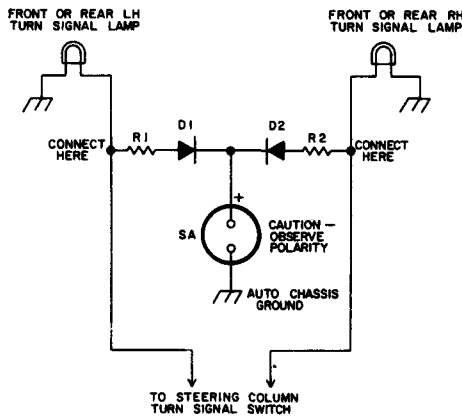 FRONT OR REAR LH
TURN SIGNAL LAMP
FRONT OR REAR RH
TURN SIGNAL LAMP
CONNECT
HERE
R1
D1
D2
R2
CONNECT
HERE
+
SA
CAUTION—
OBSERVE
POLARITY
AUTO CHASSIS
GROUND
TO STEERING COLUMN
TURN SIGNAL SWITCH